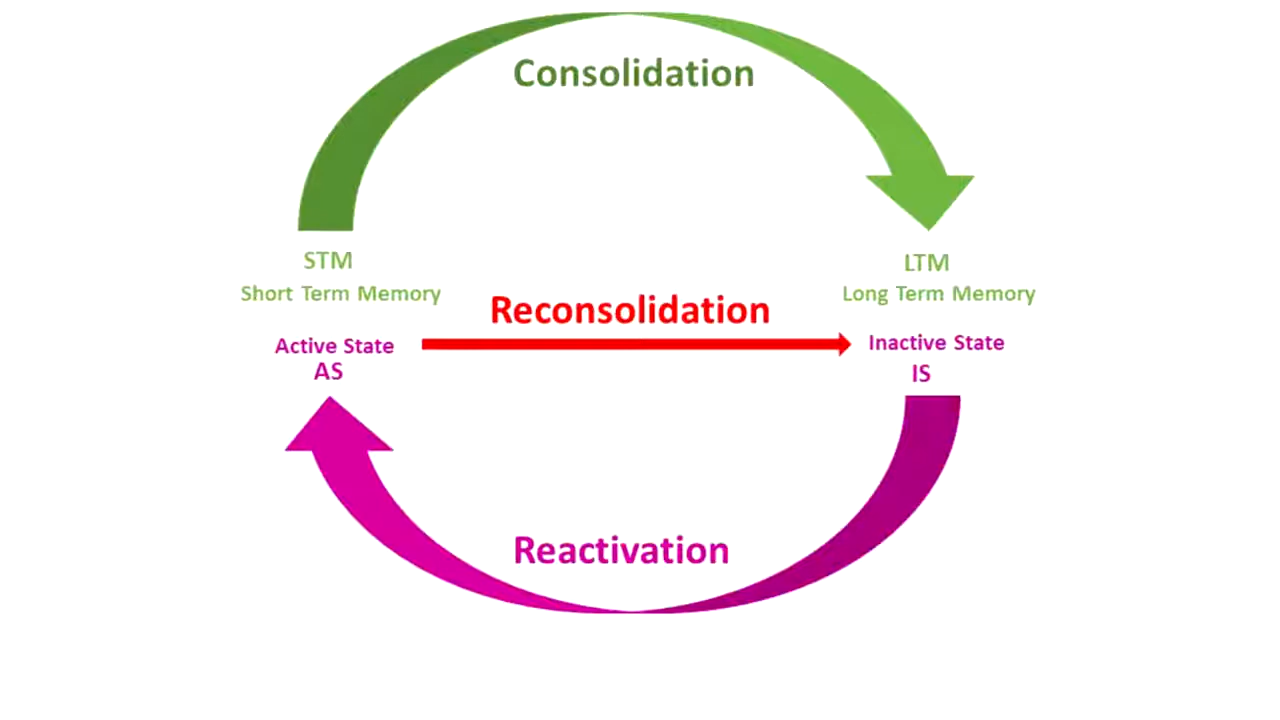 Consolidation
STM
Short Term Memory
LTM
Long Term Memory
Reconsolidation
Active State
AS
Inactive State
IS
Reactivation